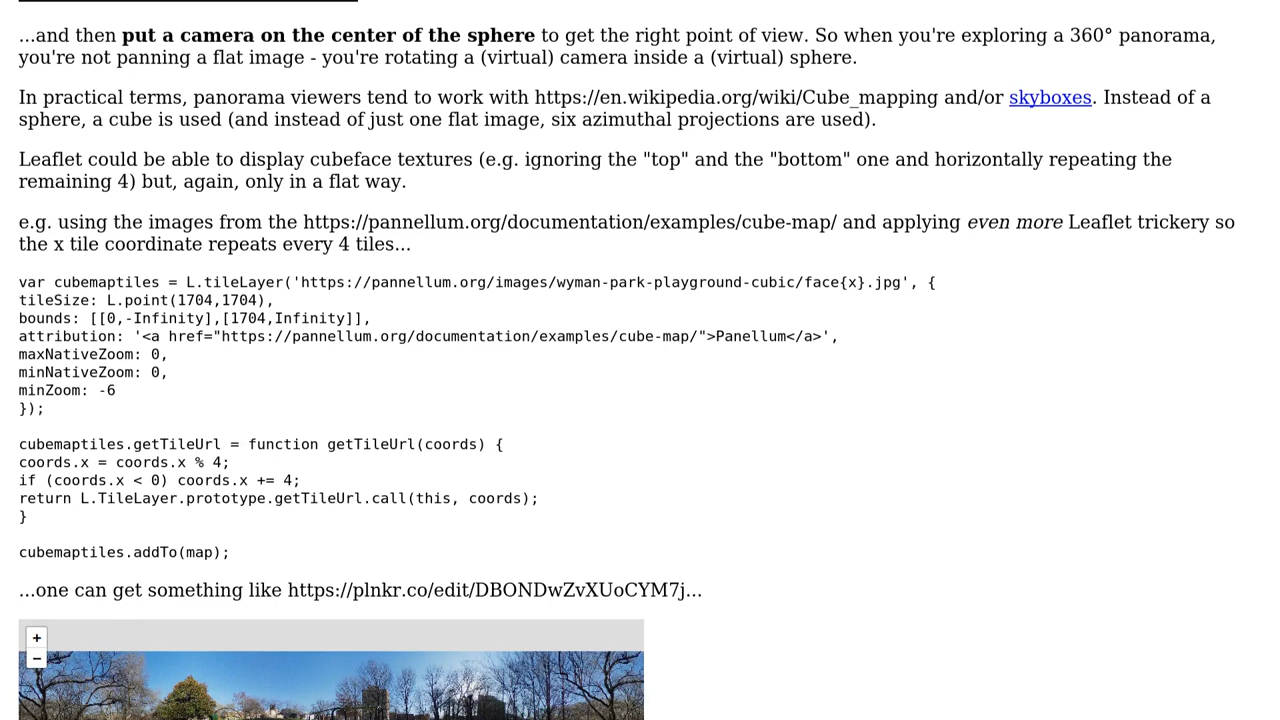 ...and then put a camera on the center of the sphere to get the right point of view. So when you're exploring a 360° panorama,
you're not panning a flat image - you're rotating a (virtual) camera inside a (virtual) sphere.
In practical terms, panorama viewers tend to work with https://en.wikipedia.org/wiki/Cube_mapping and/or skyboxes. Instead of a
sphere, a cube is used (and instead of just one flat image, six azimuthal projections are used).
Leaflet could be able to display cubeface textures (e.g. ignoring the "top" and the "bottom" one and horizontally repeating the
remaining 4) but, again, only in a flat way.
e.g. using the images from the https://pannellum.org/documentation/examples/cube-map/ and applying even more Leaflet trickery so
the x tile coordinate repeats every 4 tiles...
var cubemaptiles = L.tileLayer('https://pannellum.org/images/wyman-park-playground-cubic/face{x}.jpg', {
tileSize: L.point(1704,1704),
bounds: [[0,-Infinity],[1704,Infinity]],
attribution: '<a href="https://pannellum.org/documentation/examples/cube-map/">Panellum</a>',
maxNativeZoom: 0,
minNativeZoom: 0,
minZoom: -6
});
cubemaptiles.getTileUrl = function getTileUrl(coords) {
coords.x = coords.x % 4;
if (coords.x < 0) coords.x += 4;
return L.TileLayer.prototype.getTileUrl.call(this, coords);
}
cubemaptiles.addTo(map);
...one can get something like https://plnkr.co/edit/DBONDwZvXUoCYM7j...
+
−